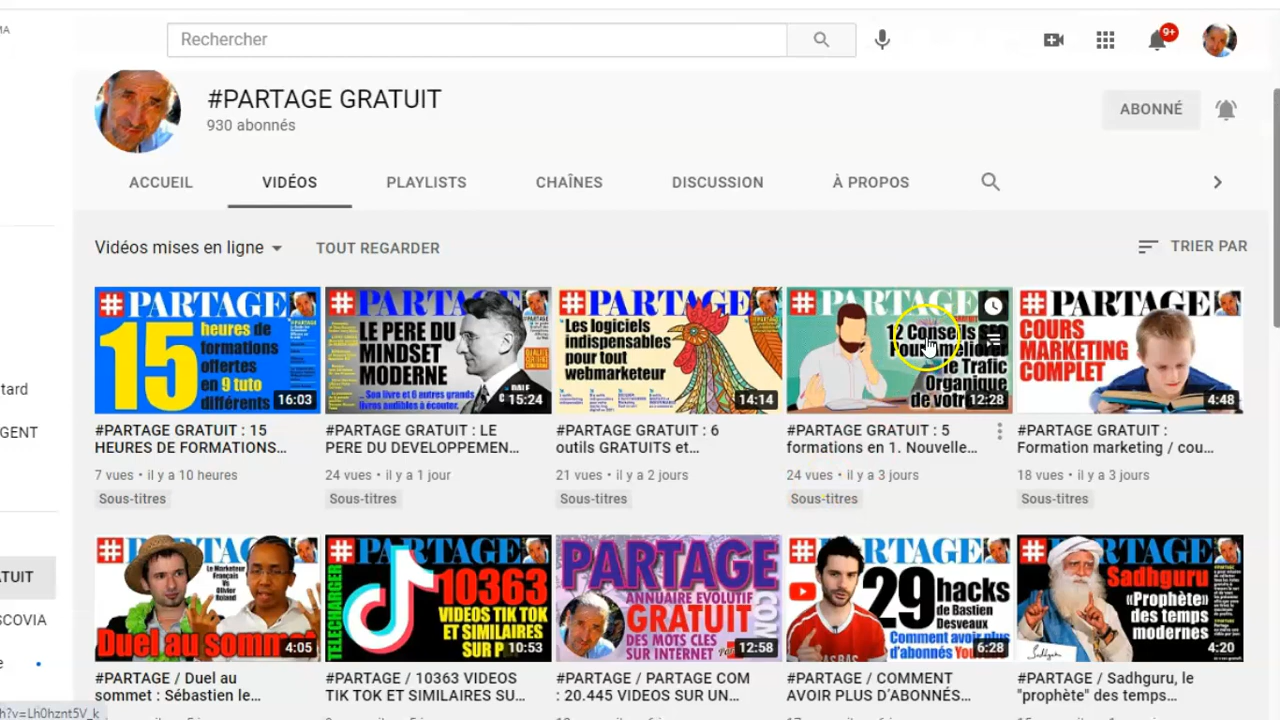 MA
Rechercher
9+
#PARTAGE GRATUIT
930 abonnés
ABONNÉ
ACCUEIL
VIDÉOS
PLAYLISTS
CHAÎNES
DISCUSSION
À PROPOS
Vidéos mises en ligne
TOUT REGARDER
TRIER PAR
#PARTAGE
15 heures de
formations
offertes
en 9 tuto
différents
16:03
#PARTAGE
LE PERE DU
MINDSET
MODERNE
Son livre et 6 autres grands
livres audibles à écouter.
15:24
#PARTAGE
Les logiciels
indispensables
pour tout
webmarketeur
14:14
#PARTAGE
12 Conseils SEO
Pour améliorer
le Trafic
Organique
de votre
12:28
#PARTAGE
COURS
MARKETING
COMPLET
4:48
#PARTAGE GRATUIT : 15
HEURES DE FORMATIONS...
7 vues • il y a 10 heures
Sous-titres
#PARTAGE GRATUIT : LE
PERE DU DEVELOPPEMEN...
24 vues • il y a 1 jour
Sous-titres
#PARTAGE GRATUIT : 6
outils GRATUITS et...
21 vues • il y a 2 jours
Sous-titres
#PARTAGE GRATUIT : 5
formations en 1. Nouvelle...
24 vues • il y a 3 jours
Sous-titres
#PARTAGE GRATUIT :
Formation marketing / cou...
18 vues • il y a 3 jours
Sous-titres
tard
GENT
TUIT
SCOVIA
e
#PARTAGE
Le Marketeur
Français
Vs
Olivier
Roland
Duel au sommet
4:05
#PARTAGE
TELECHARGER
10363
VIDEOS TIK TOK
ET SIMILAIRES
SUR P
10:53
PARTAGE
ANNUAIRE EVOLUTIF
GRATUIT
DES MOTS CLES
SUR INTERNET
.COM
12:58
#PARTAGE
29 hacks
de Bastien
Desveaux
Comment avoir plus
d'abonnés
6:28
#PARTAGE
Sadhguru
«Prophète»
des temps
modernes
4:20
#PARTAGE / Duel au
sommet : Sébastien le...
#PARTAGE / 10363 VIDEOS
TIK TOK ET SIMILAIRES SU...
#PARTAGE / PARTAGE COM
: 20.445 VIDEOS SUR UN...
#PARTAGE / COMMENT
AVOIR PLUS D'ABONNÉS...
#PARTAGE / Sadhguru, le
"prophète" des temps...
h?v=Lh0hznt5V_k